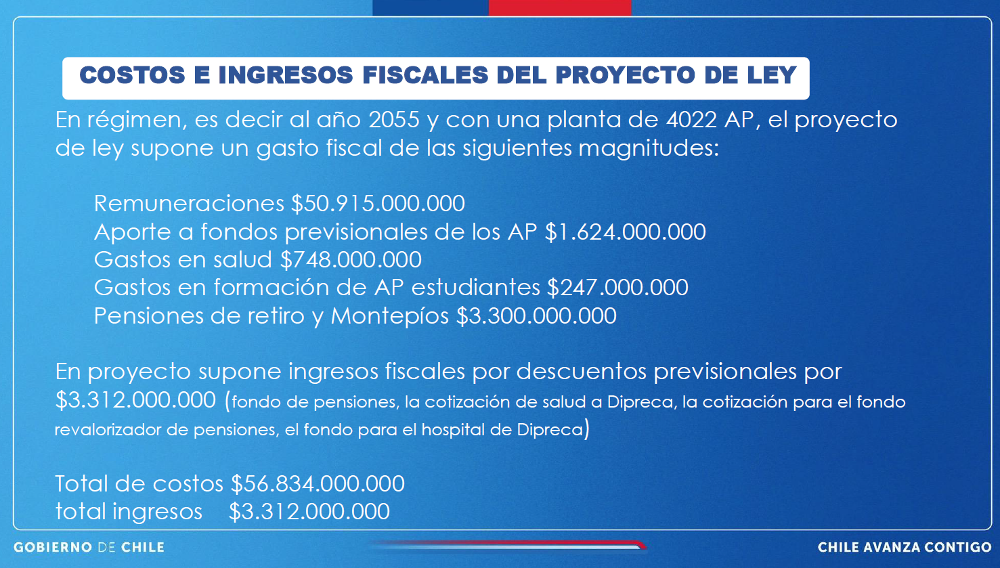 COSTOS E INGRESOS FISCALES DEL PROYECTO DE LEY
En régimen, es decir al año 2055 y con una planta de 4022 AP, el proyecto
de ley supone un gasto fiscal de las siguientes magnitudes:
Remuneraciones $50.915.000.000
Aporte a fondos previsionales de los AP $1.624.000.000
Gastos en salud $748.000.000
Gastos en formación de AP estudiantes $247.000.000
Pensiones de retiro y Montepíos $3.300.000.000
En proyecto supone ingresos fiscales por descuentos previsionales por
$3.312.000.000 (fondo de pensiones, la cotización de salud a Dipreca, la cotización para el fondo
revalorizador de pensiones, el fondo para el hospital de Dipreca)
Total de costos $56.834.000.000
total ingresos $3.312.000.000
GOBIERNO DE CHILE
CHILE AVANZA CONTIGO